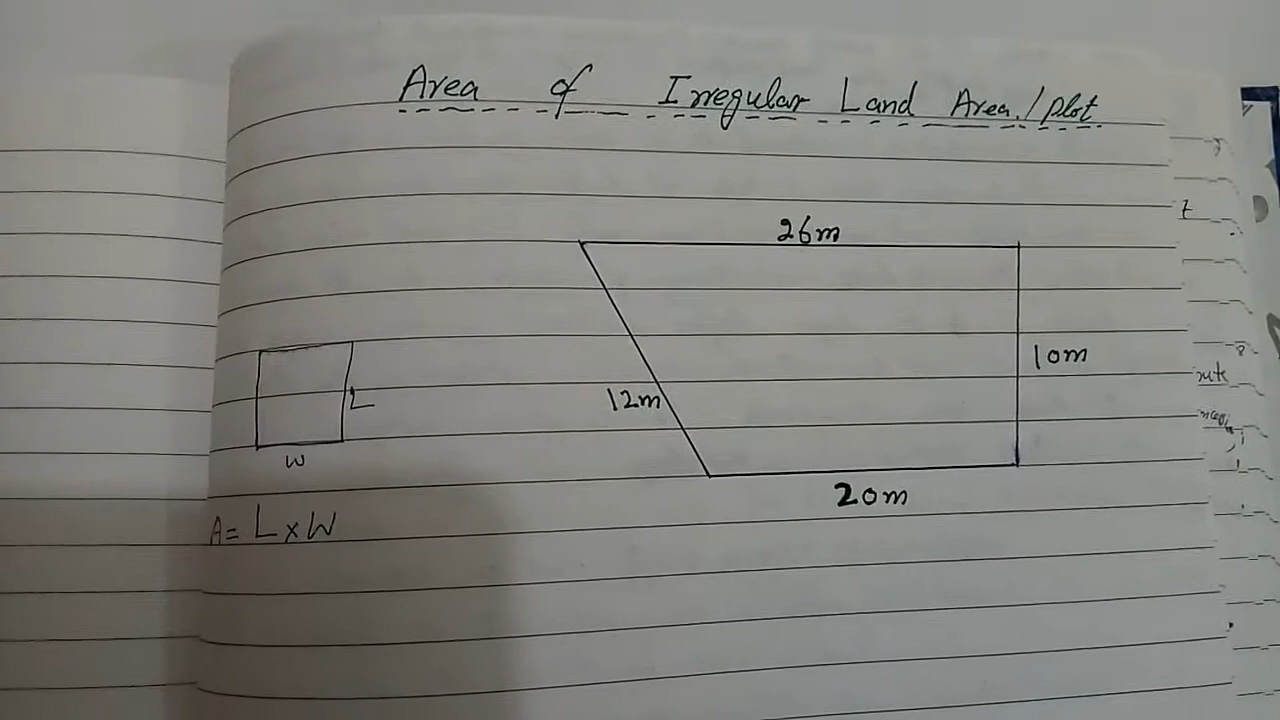 Area of Irregular Land Area./plot
26m
10m
12m
L
w
20m
A = L x W